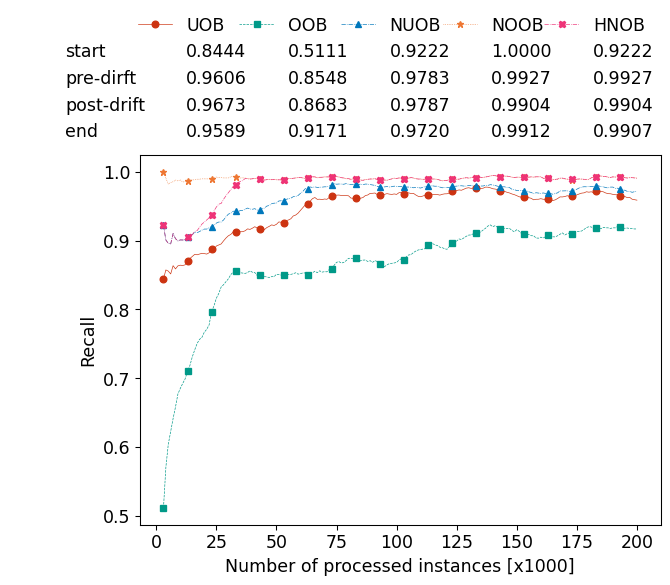 UOB OOB NUOB NOOB HNOB
start 0.8444 0.5111 0.9222 1.0000 0.9222
pre-dirft 0.9606 0.8548 0.9783 0.9927 0.9927
post-drift 0.9673 0.8683 0.9787 0.9904 0.9904
end 0.9589 0.9171 0.9720 0.9912 0.9907
1.0
0.9
0.8
0.7
0.6
0.5
Recall
0 25 50 75 100 125 150 175 200
Number of processed instances [x1000]